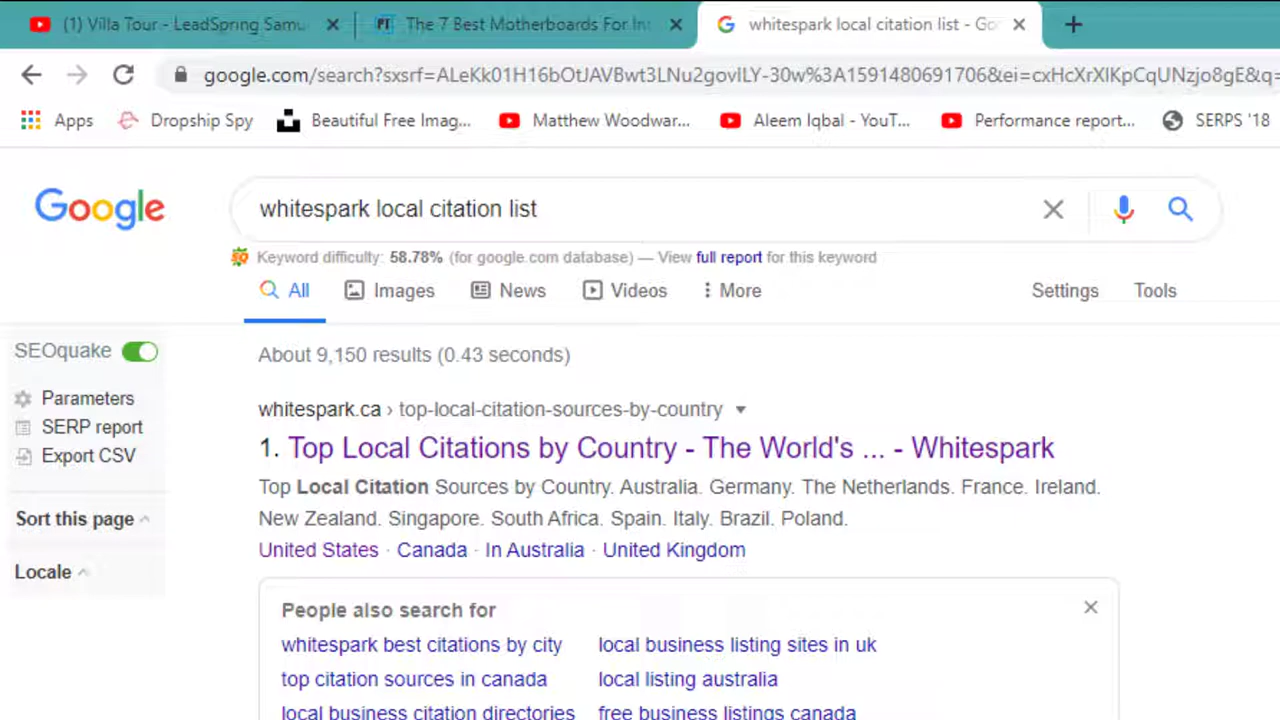 (1) Villa Tour - LeadSpring Samu
The 7 Best Motherboards For Int
whitespark local citation list - Go
google.com/search?sxsrf=ALeKk01H16bOtJAVBwt3LNu2govILY-30w%3A1591480691706&ei=cxHcXrXlKpCqUNzjo8gE&q=
Apps
Dropship Spy
Beautiful Free Imag...
Matthew Woodwar...
Aleem Iqbal - YouT...
Performance report...
SERPS '18
Google
whitespark local citation list
Keyword difficulty: 58.78% (for google.com database) — View full report for this keyword
All
Images
News
Videos
More
Settings
Tools
SEOquake
Parameters
SERP report
Export CSV
Sort this page
Locale
About 9,150 results (0.43 seconds)
whitespark.ca › top-local-citation-sources-by-country
1. Top Local Citations by Country - The World's ... - Whitespark
Top Local Citation Sources by Country. Australia. Germany. The Netherlands. France. Ireland.
New Zealand. Singapore. South Africa. Spain. Italy. Brazil. Poland.
United States · Canada · In Australia · United Kingdom
People also search for
whitespark best citations by city
local business listing sites in uk
top citation sources in canada
local listing australia
local business citation directories
free business listings canada